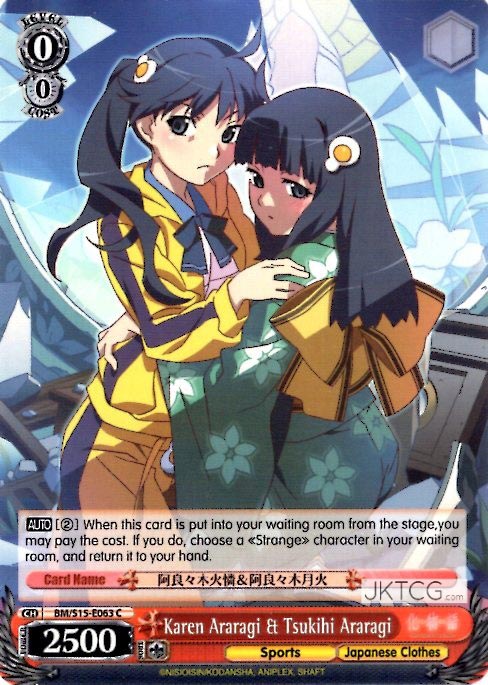 LEVEL
0
0
COST
AUTO [②] When this card is put into your waiting room from the stage,you
may pay the cost. If you do, choose a «Strange» character in your waiting
room, and return it to your hand.
Card Name 阿良々木火憐&阿良々木月火
JKTCG.com
CH BM/S15-E063 C
Karen Araragi & Tsukihi Araragi
POWER 2500 SOUL
Sports Japanese Clothes
©NISIOISIN/KODANSHA, ANIPLEX, SHAFT